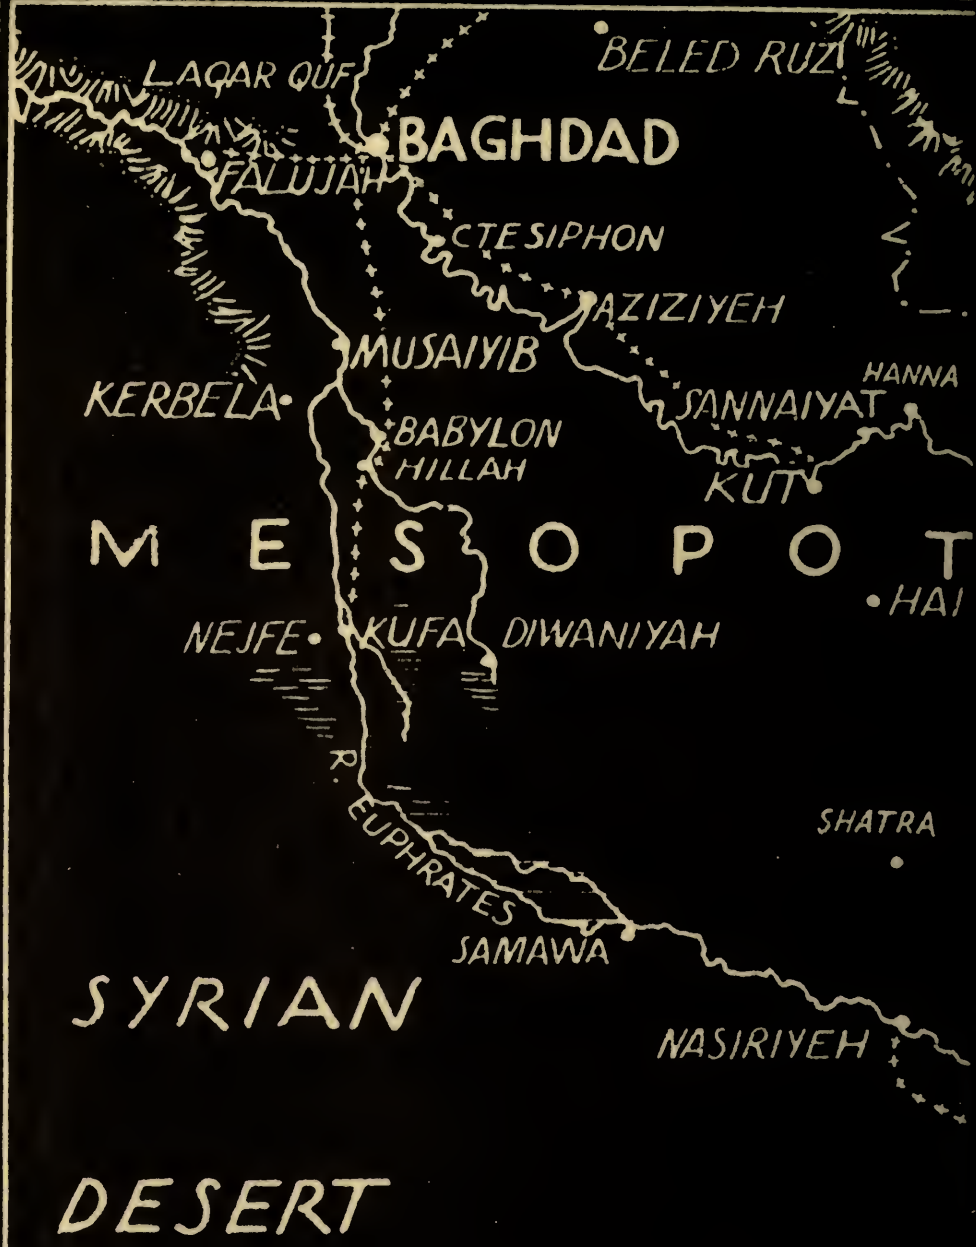 LAQAR QUF
BELED RUZ
BAGHDAD
FALUJAH
CTESIPHON
AZIZIYEH
MUSAIYIB
HANNA
KERBELA
SANNAIYAT
BABYLON
HILLAH
KUT
MESOPOT
HAI
NEJFE
KŪFA
DIWANIYAH
R.
EUPHRATES
SHATRA
SAMAWA
SYRIAN
NASIRIYEH
DESERT